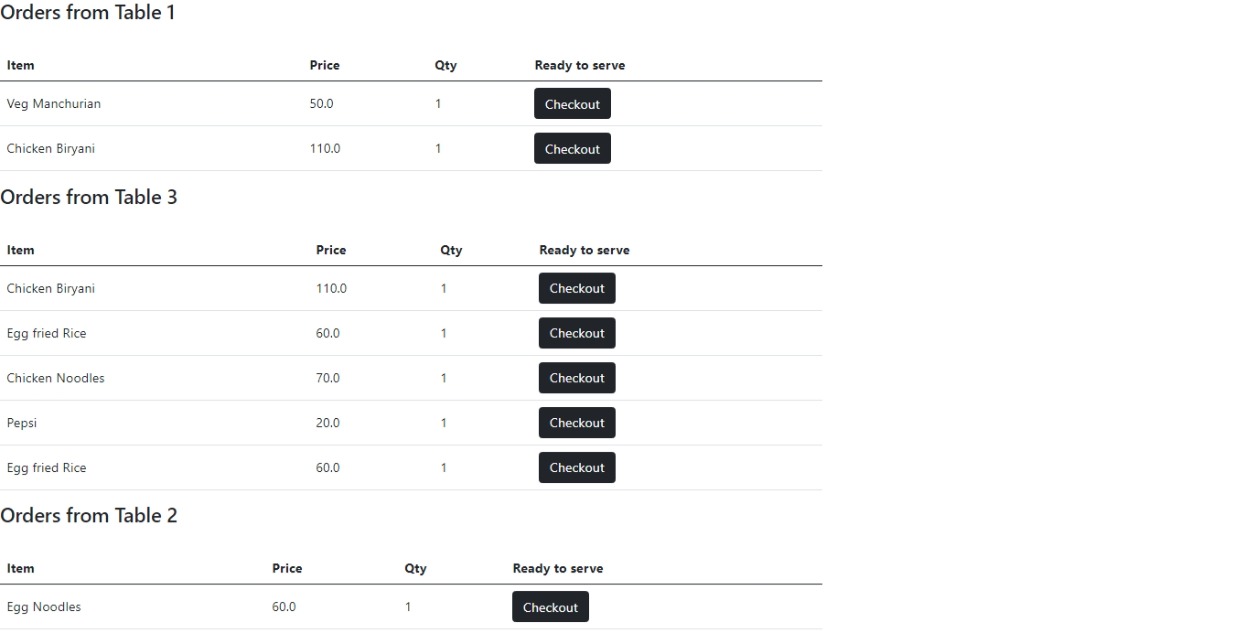 Orders from Table 1
Item Price Qty Ready to serve
Veg Manchurian 50.0 1 Checkout
Chicken Biryani 110.0 1 Checkout
Orders from Table 3
Item Price Qty Ready to serve
Chicken Biryani 110.0 1 Checkout
Egg fried Rice 60.0 1 Checkout
Chicken Noodles 70.0 1 Checkout
Pepsi 20.0 1 Checkout
Egg fried Rice 60.0 1 Checkout
Orders from Table 2
Item Price Qty Ready to serve
Egg Noodles 60.0 1 Checkout